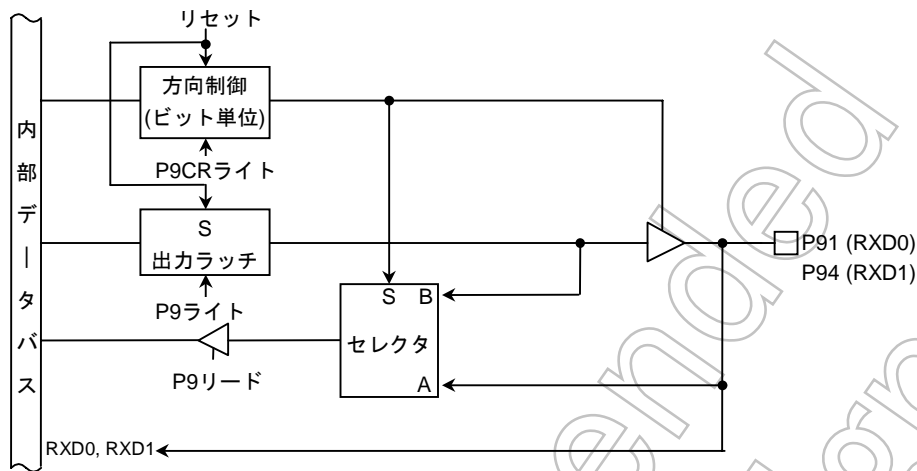 リセット
方向制御
(ビット単位)
P9CRライト
内部データバス
S
出力ラッチ
P9ライト
P91 (RXD0)
P94 (RXD1)
S B
セレクタ
A
P9リード
RXD0, RXD1
ended